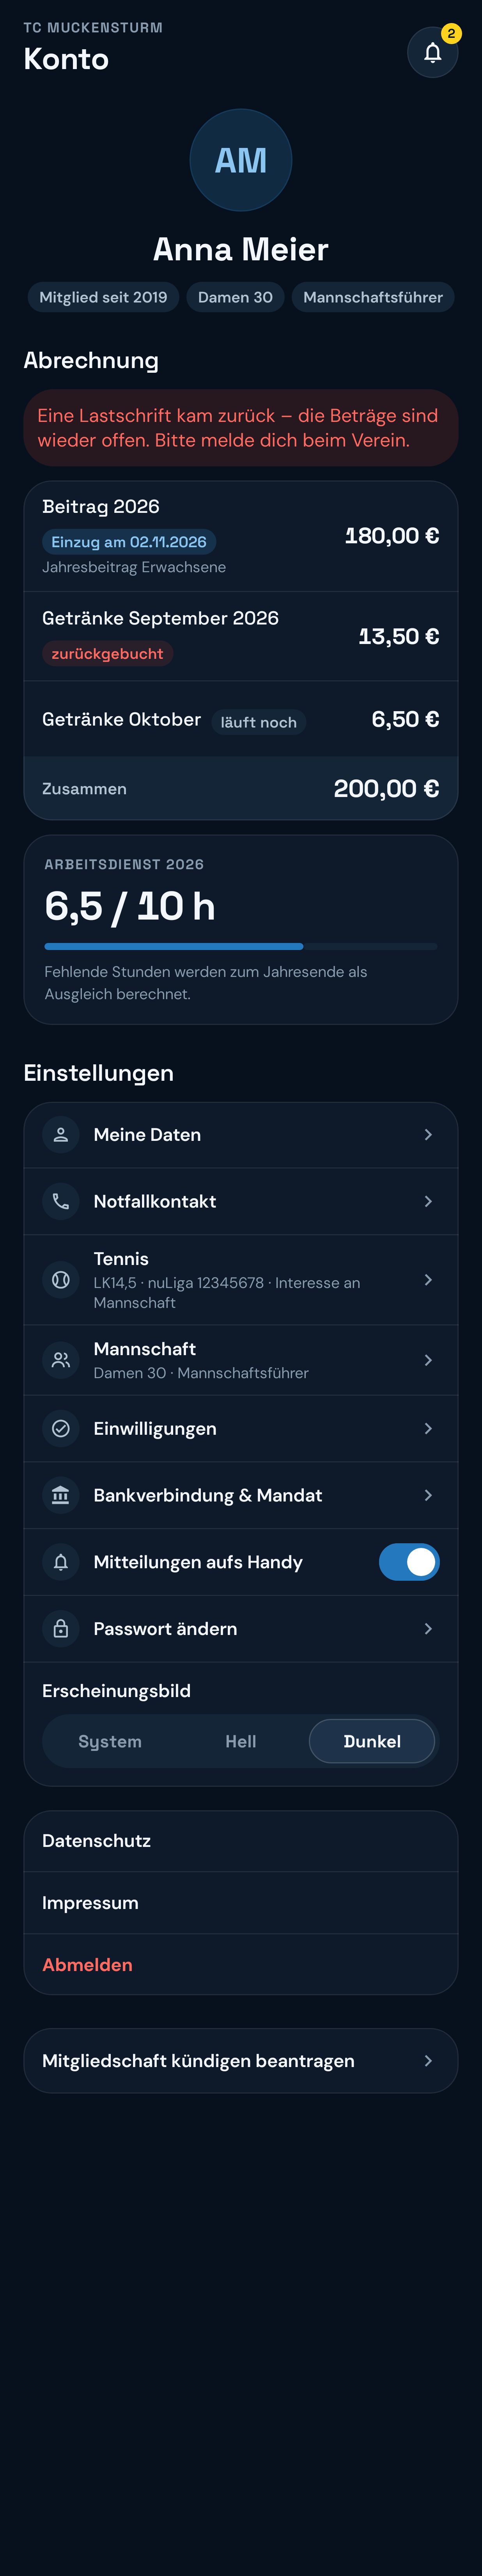 TC MUCKENSTURM
Konto
2
AM
Anna Meier
Mitglied seit 2019
Damen 30
Mannschaftsführer
Abrechnung
Eine Lastschrift kam zurück – die Beträge sind
wieder offen. Bitte melde dich beim Verein.
Beitrag 2026
Einzug am 02.11.2026
Jahresbeitrag Erwachsene
180,00 €
Getränke September 2026
zurückgebucht
13,50 €
Getränke Oktober
läuft noch
6,50 €
Zusammen
200,00 €
ARBEITSDIENST 2026
6,5 / 10 h
Fehlende Stunden werden zum Jahresende als
Ausgleich berechnet.
Einstellungen
Meine Daten
Notfallkontakt
Tennis
LK14,5 · nuLiga 12345678 · Interesse an
Mannschaft
Mannschaft
Damen 30 · Mannschaftsführer
Einwilligungen
Bankverbindung & Mandat
Mitteilungen aufs Handy
Passwort ändern
Erscheinungsbild
System
Hell
Dunkel
Datenschutz
Impressum
Abmelden
Mitgliedschaft kündigen beantragen